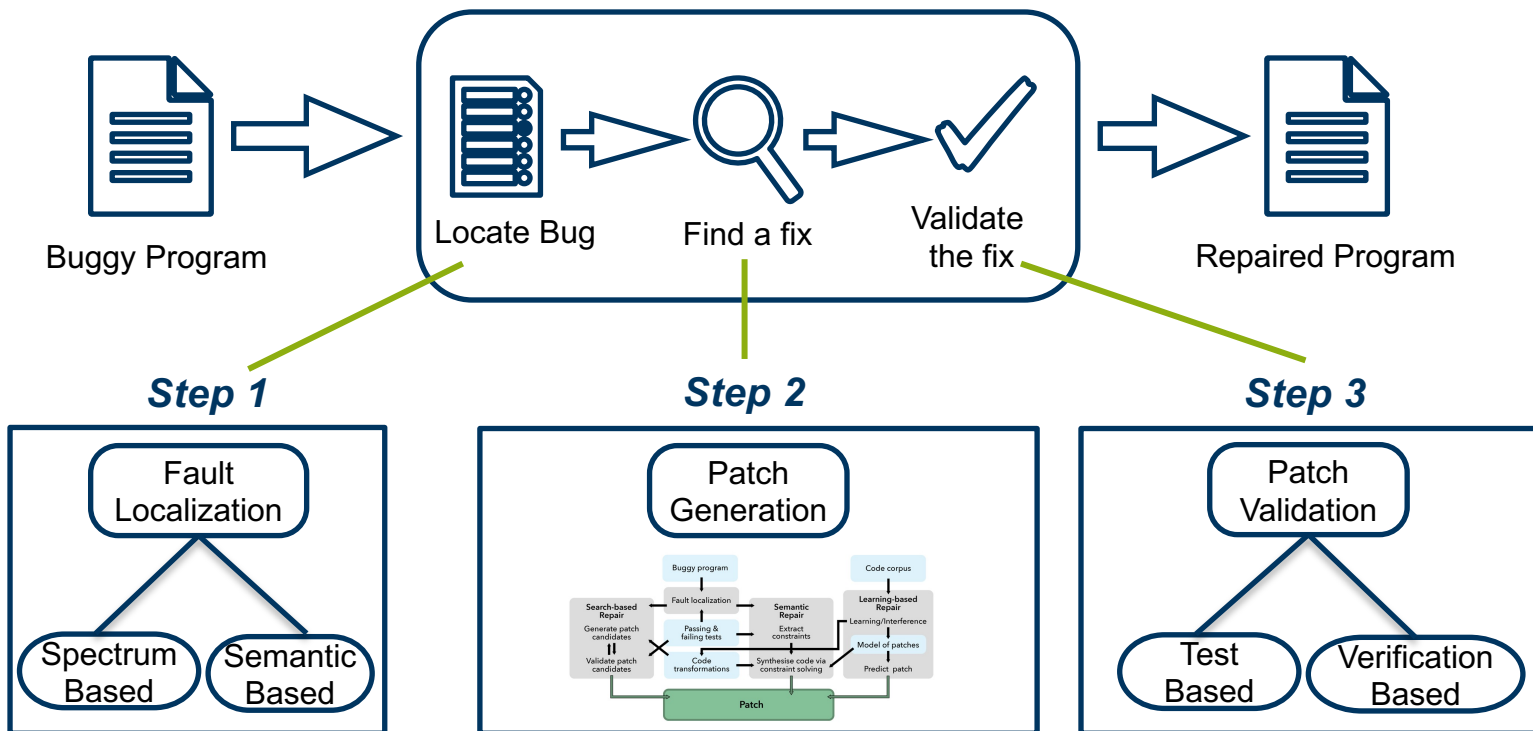 Buggy Program
Locate Bug
Find a fix
Validate
the fix
Repaired Program
Step 1
Step 2
Step 3
Fault
Localization
Spectrum
Based
Semantic
Based
Patch
Generation
Buggy program
Code corpus
Search-based
Repair
Fault localization
Semantic
Repair
Learning-based
Repair
Generate patch
candidates
Passing &
failing tests
Extract
constraints
Learning/Interference
Model of patches
Validate patch
candidates
Code
transformations
Synthesise code via
constraint solving
Predict patch
Patch
Patch
Validation
Test
Based
Verification
Based